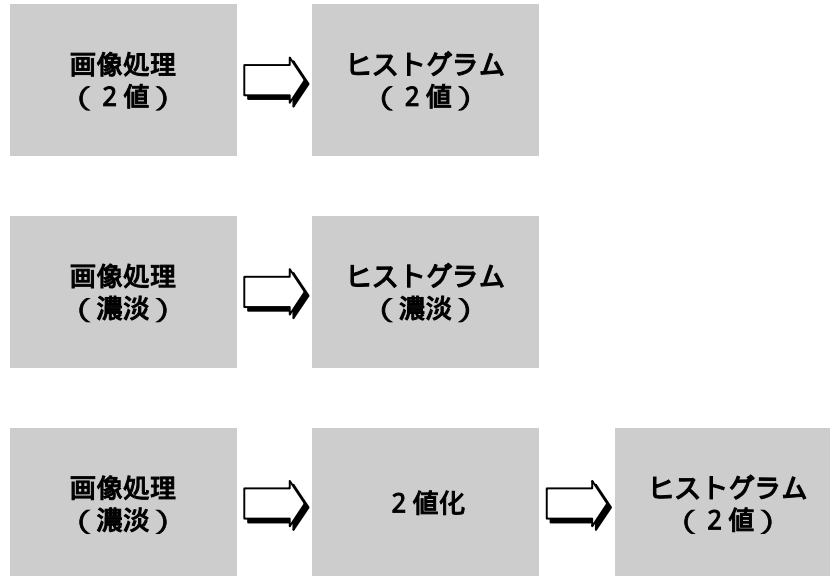 画像処理
（２値）
ヒストグラム
（２値）
画像処理
（濃淡）
ヒストグラム
（濃淡）
画像処理
（濃淡）
２値化
ヒストグラム
（２値）